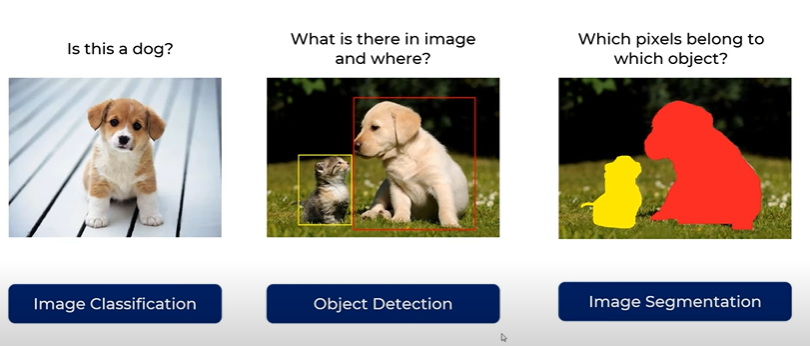 Is this a dog?
What is there in image
and where?
Which pixels belong to
which object?
Image Classification
Object Detection
Image Segmentation